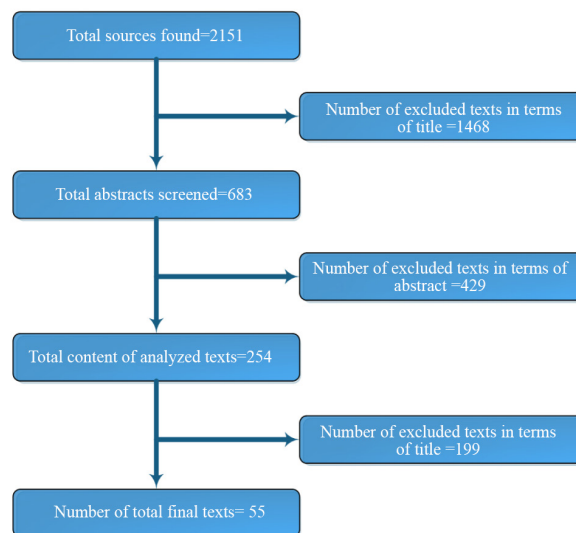 Total sources found=2151
Number of excluded texts in terms
of title =1468
Total abstracts screened=683
Number of excluded texts in terms of
abstract =429
Total content of analyzed texts=254
Number of excluded texts in terms
of title =199
Number of total final texts= 55